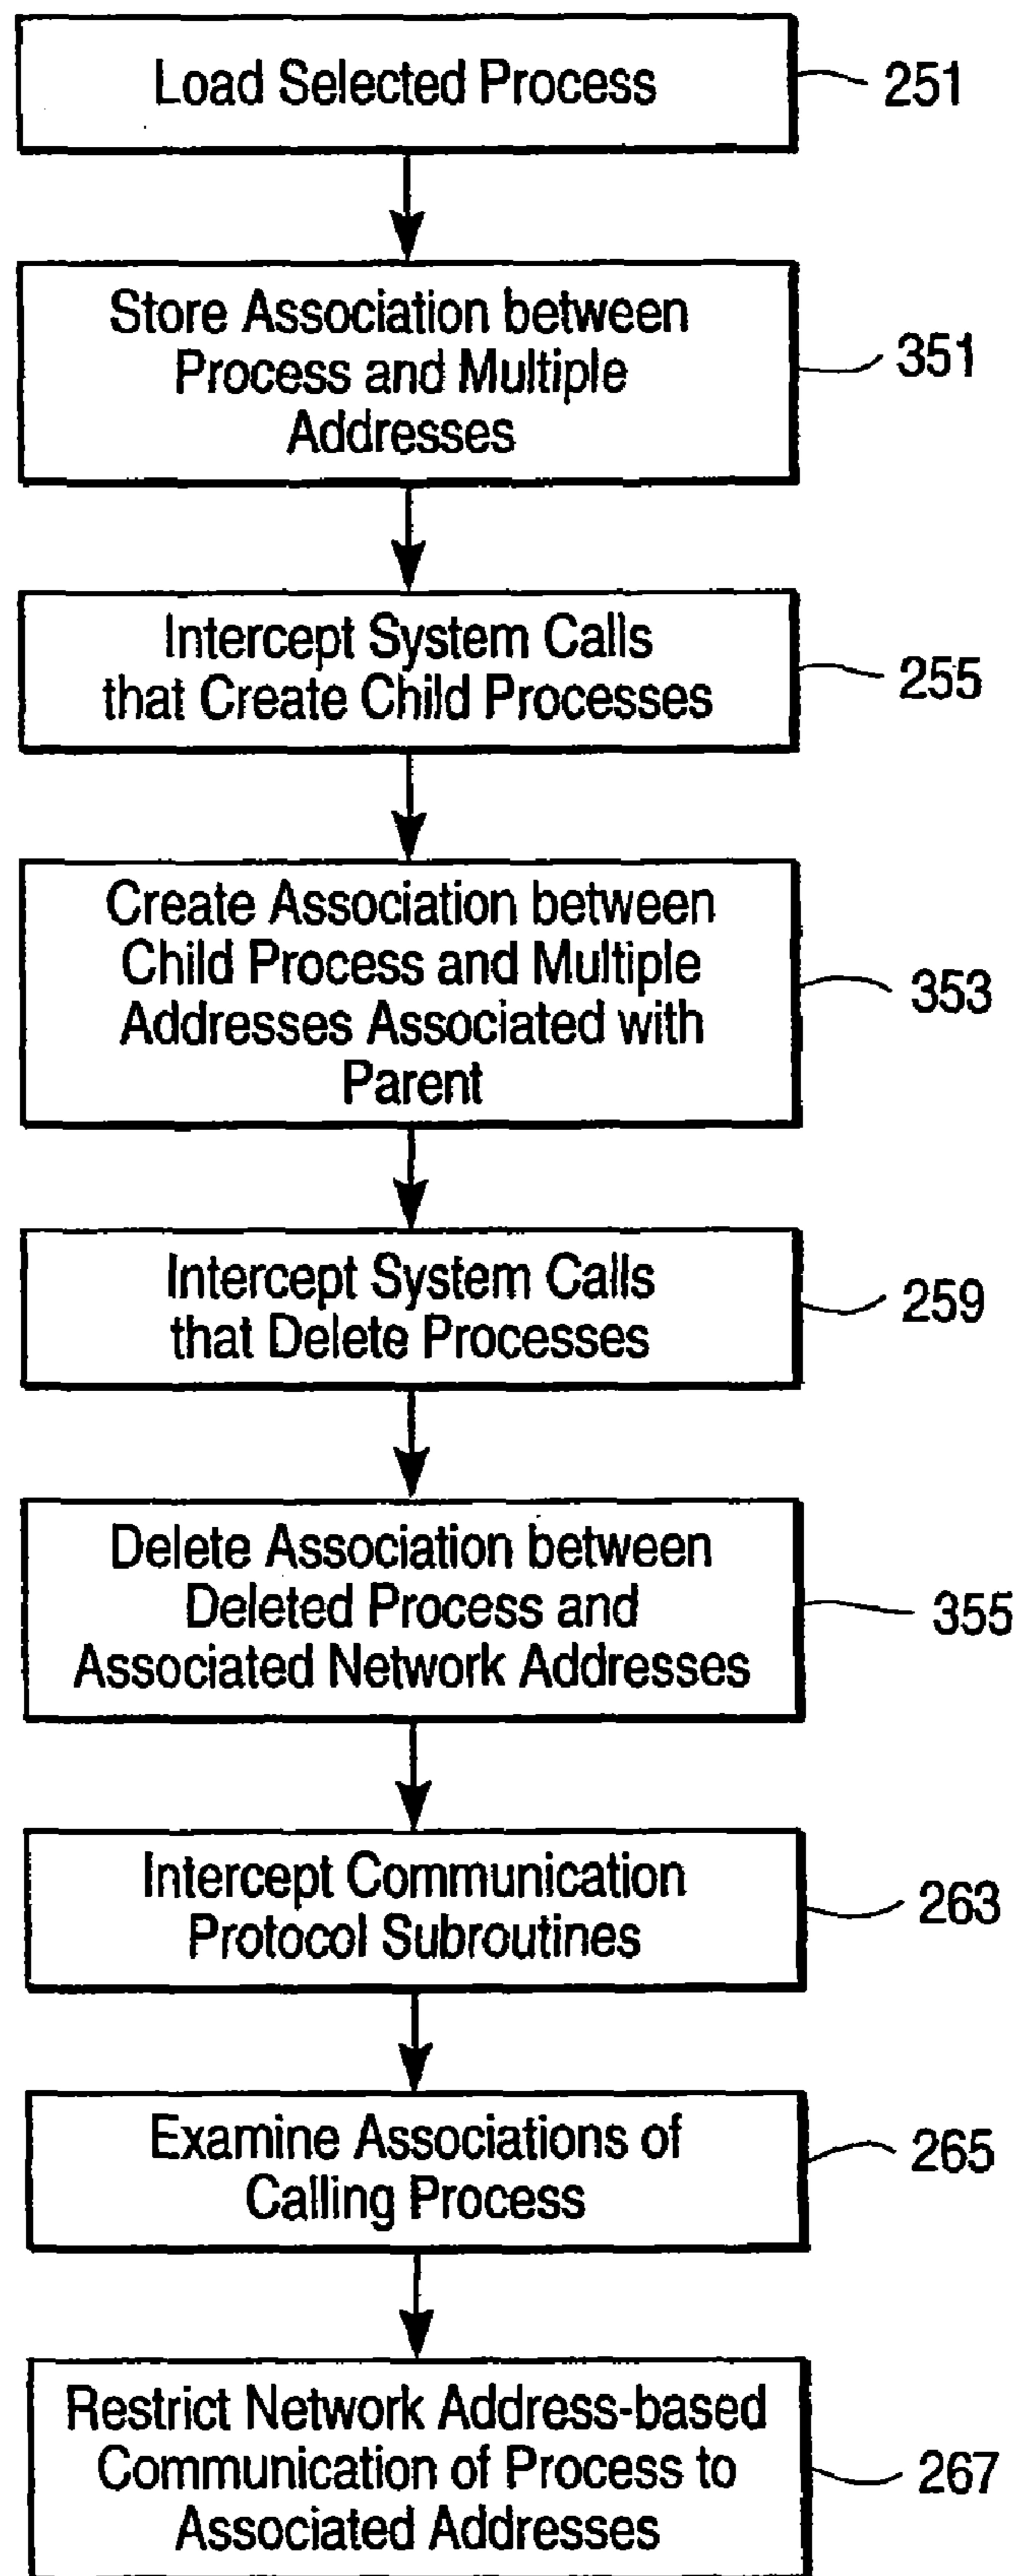 Load Selected Process
251
Store Association between
Process and Multiple
Addresses
351
Intercept System Calls
that Create Child Processes
255
Create Association between
Child Process and Multiple
Addresses Associated with
Parent
353
Intercept System Calls
that Delete Processes
259
Delete Association between
Deleted Process and
Associated Network Addresses
355
Intercept Communication
Protocol Subroutines
263
Examine Associations of
Calling Process
265
Restrict Network Address-based
Communication of Process to
Associated Addresses
267